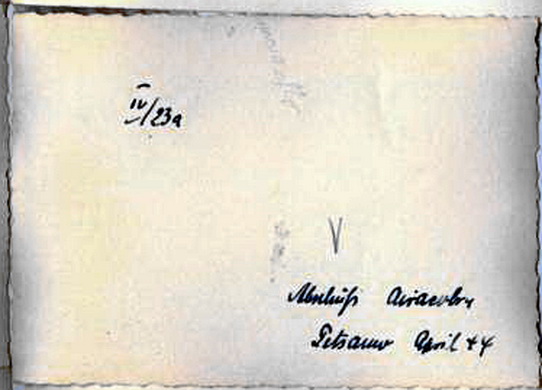 IV/23a
V
Abschuß Airacobra
Petsamo April 44